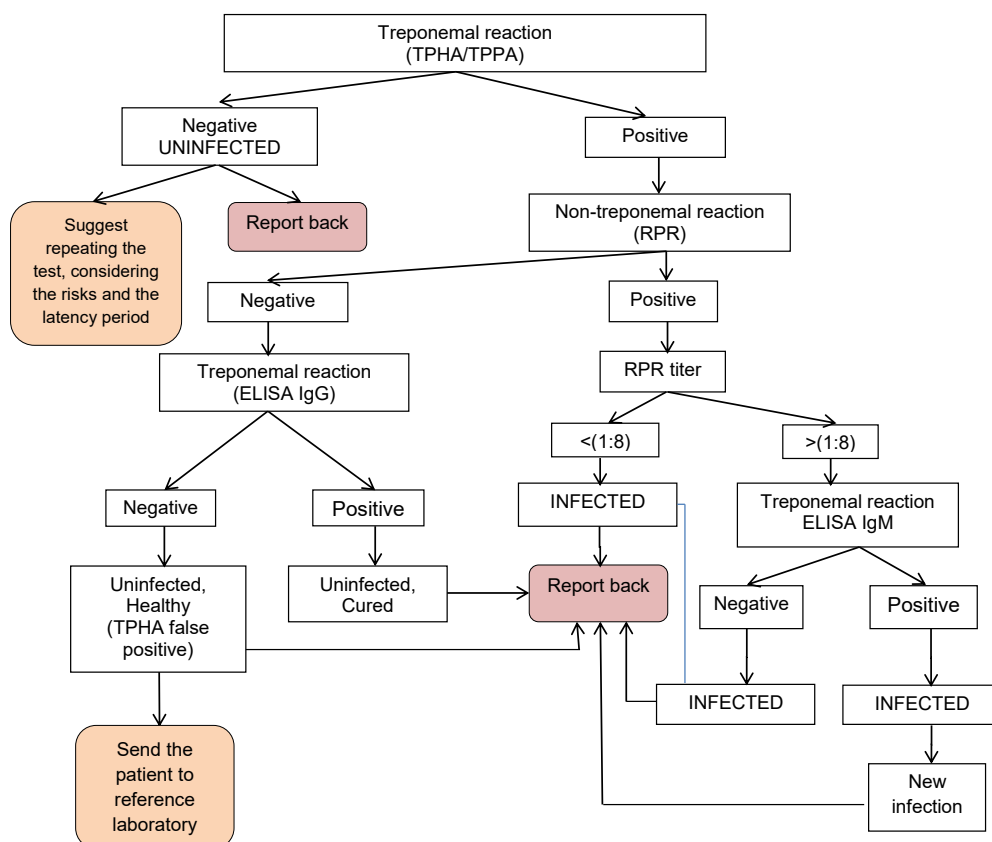 Treponemal reaction
(TPHA/TPPA)
Negative
UNINFECTED
Positive
Suggest
repeating the
test, considering
the risks and the
latency period
Report back
Non-treponemal reaction
(RPR)
Negative
Positive
Treponemal reaction
(ELISA IgG)
RPR titer
<(1:8)
>(1:8)
Negative
Positive
INFECTED
Treponemal reaction
ELISA IgM
Uninfected,
Healthy
(TPHA false
positive)
Uninfected,
Cured
Report back
Negative
Positive
INFECTED
INFECTED
Send the
patient to
reference
laboratory
New
infection